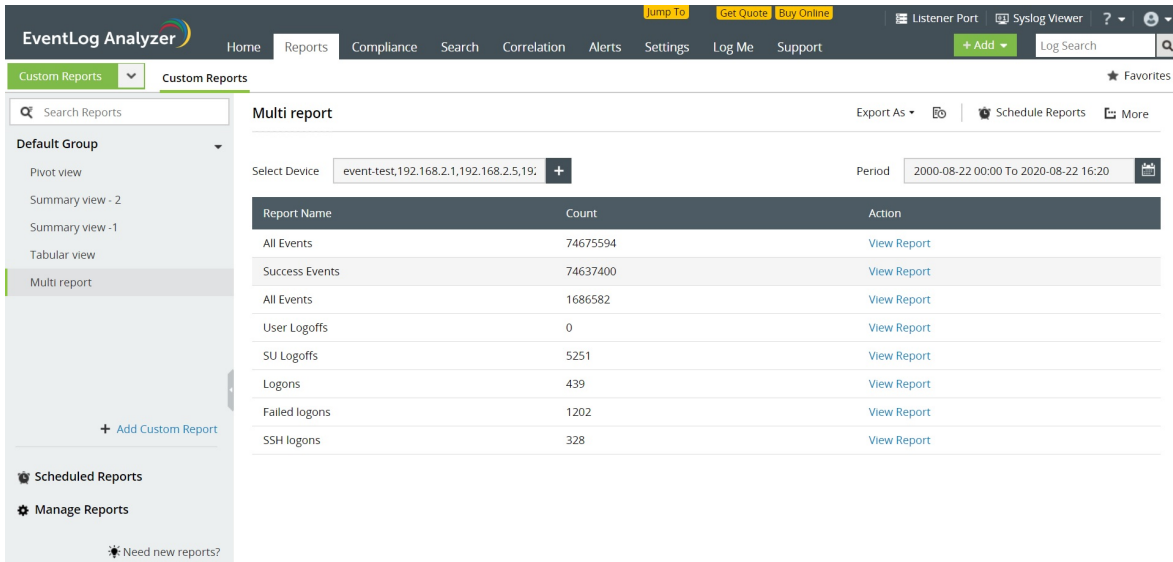 Jump To Get Quote Buy Online Listener Port Syslog Viewer ?
EventLog Analyzer
Home Reports Compliance Search Correlation Alerts Settings Log Me Support + Add Log Search
Custom Reports Custom Reports Favorites
Search Reports
Multi report Export As Schedule Reports More
Default Group
Pivot view
Summary view - 2
Summary view -1
Tabular view
Multi report
+ Add Custom Report
Scheduled Reports
Manage Reports
Need new reports?
Select Device event-test,192.168.2.1,192.168.2.5,19 + Period 2000-08-22 00:00 To 2020-08-22 16:20
Report Name Count Action
All Events 74675594 View Report
Success Events 74637400 View Report
All Events 1686582 View Report
User Logoffs 0 View Report
SU Logoffs 5251 View Report
Logons 439 View Report
Failed logons 1202 View Report
SSH logons 328 View Report